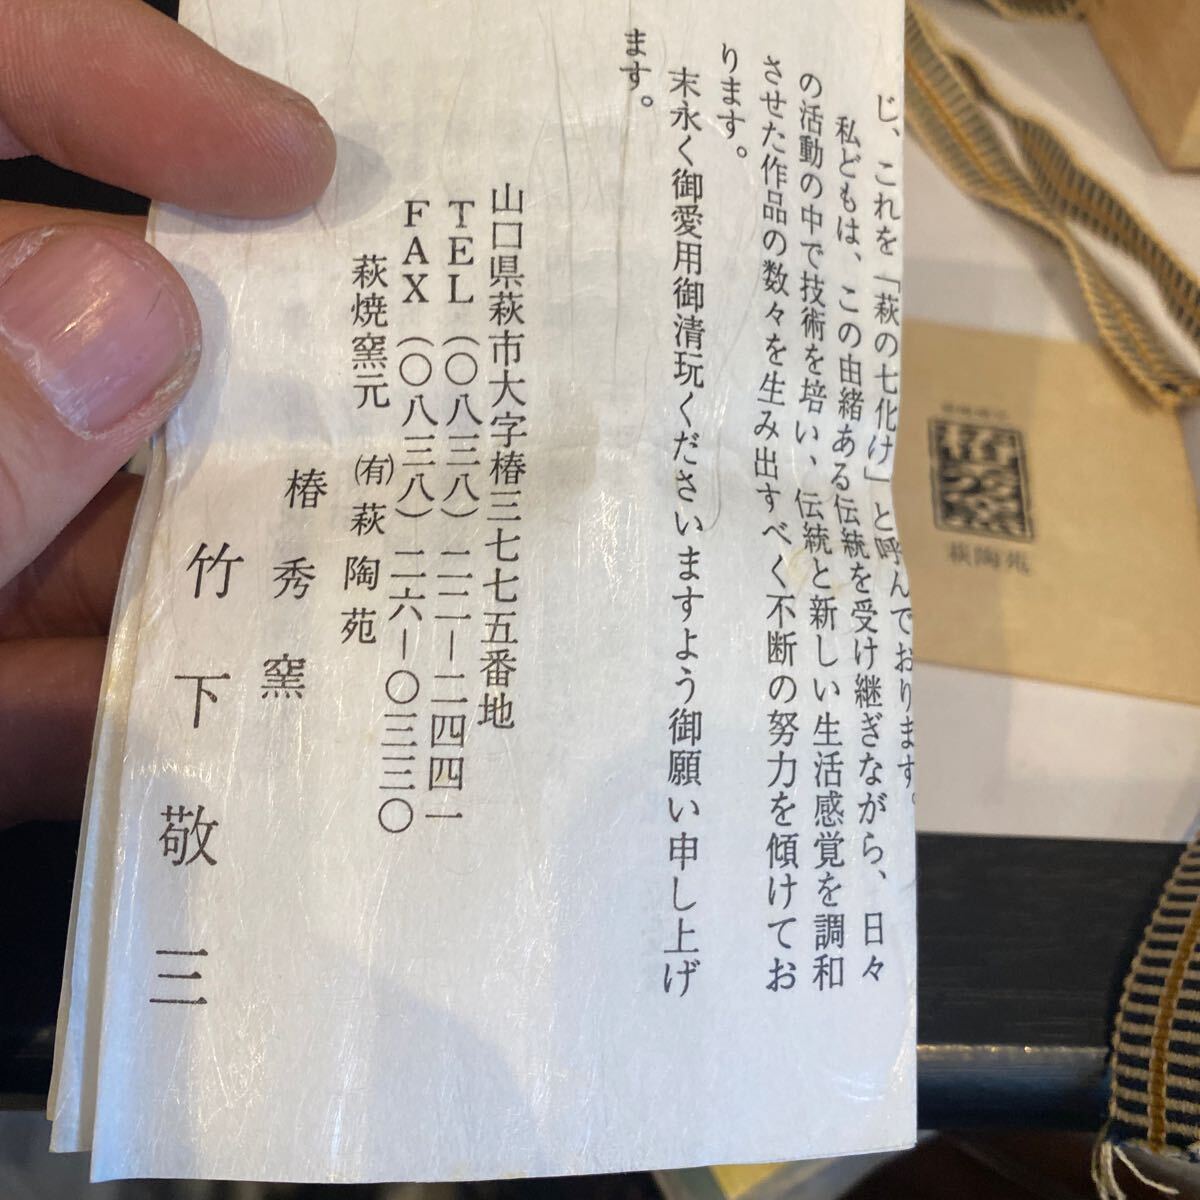 じ、これを「萩の七化け」と呼んでおります。
私どもは、この由緒ある伝統を受け継ぎながら、日々
の活動の中で技術を培い、伝統と新しい生活感覚を調和
させた作品の数々を生み出すべく不断の努力を傾けてお
ります。
末永く御愛用御清玩くださいますよう御願い申し上げ
ます。
山口県萩市大字椿三七七五番地
TEL(〇八三八)二二-二四四一
FAX(〇八三八)二六-〇三三〇
萩焼窯元 (有)萩陶苑
椿秀窯
竹下敬三
椿秀窯
萩陶苑